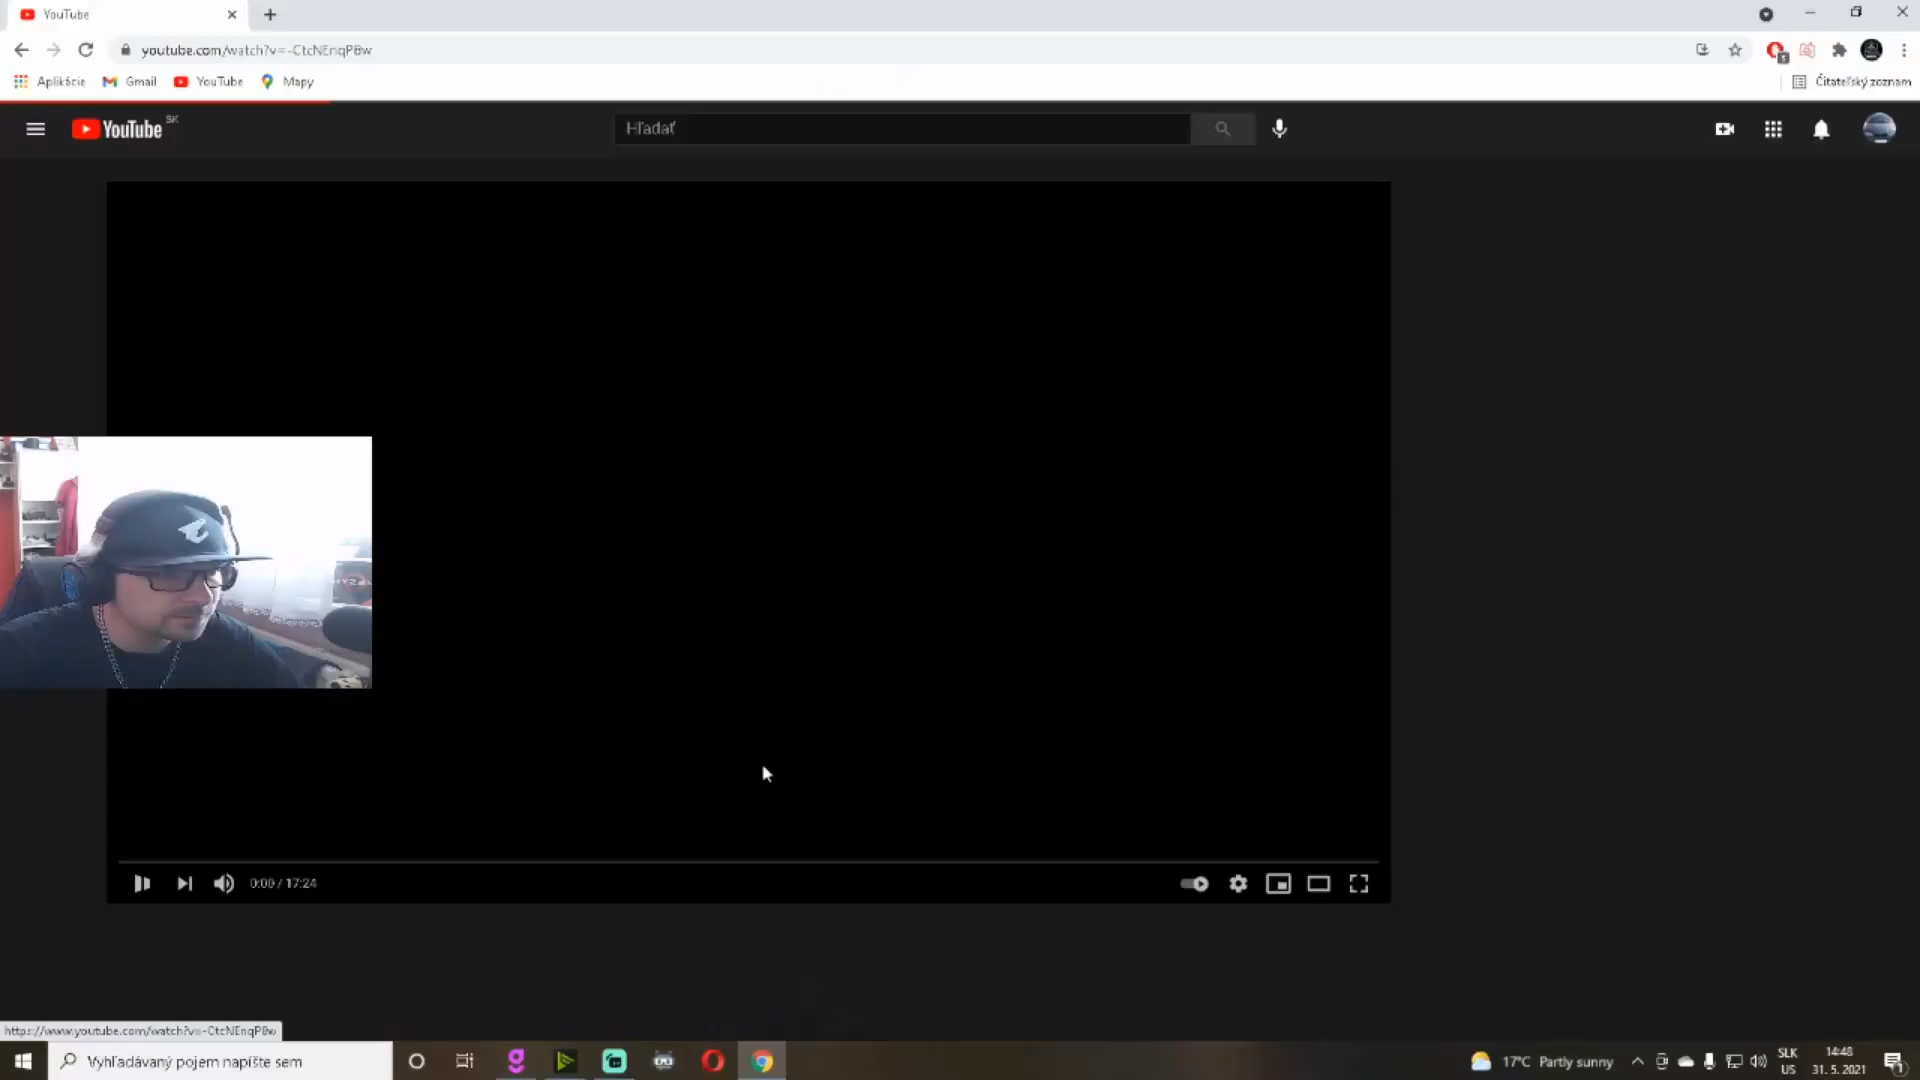 YouTube
youtube.com/watch?v=-CtcNEnqP8w
Aplikácie Gmail YouTube Mapy
Čitateľský zoznam
YouTube SK
Hľadať
0:00 / 17:24
https://www.youtube.com/watch?v=-CtcNEnqP8w
Vyhľadávaný pojem napíšte sem
17°C Partly sunny
SLK
US
14:48
31. 5. 2021